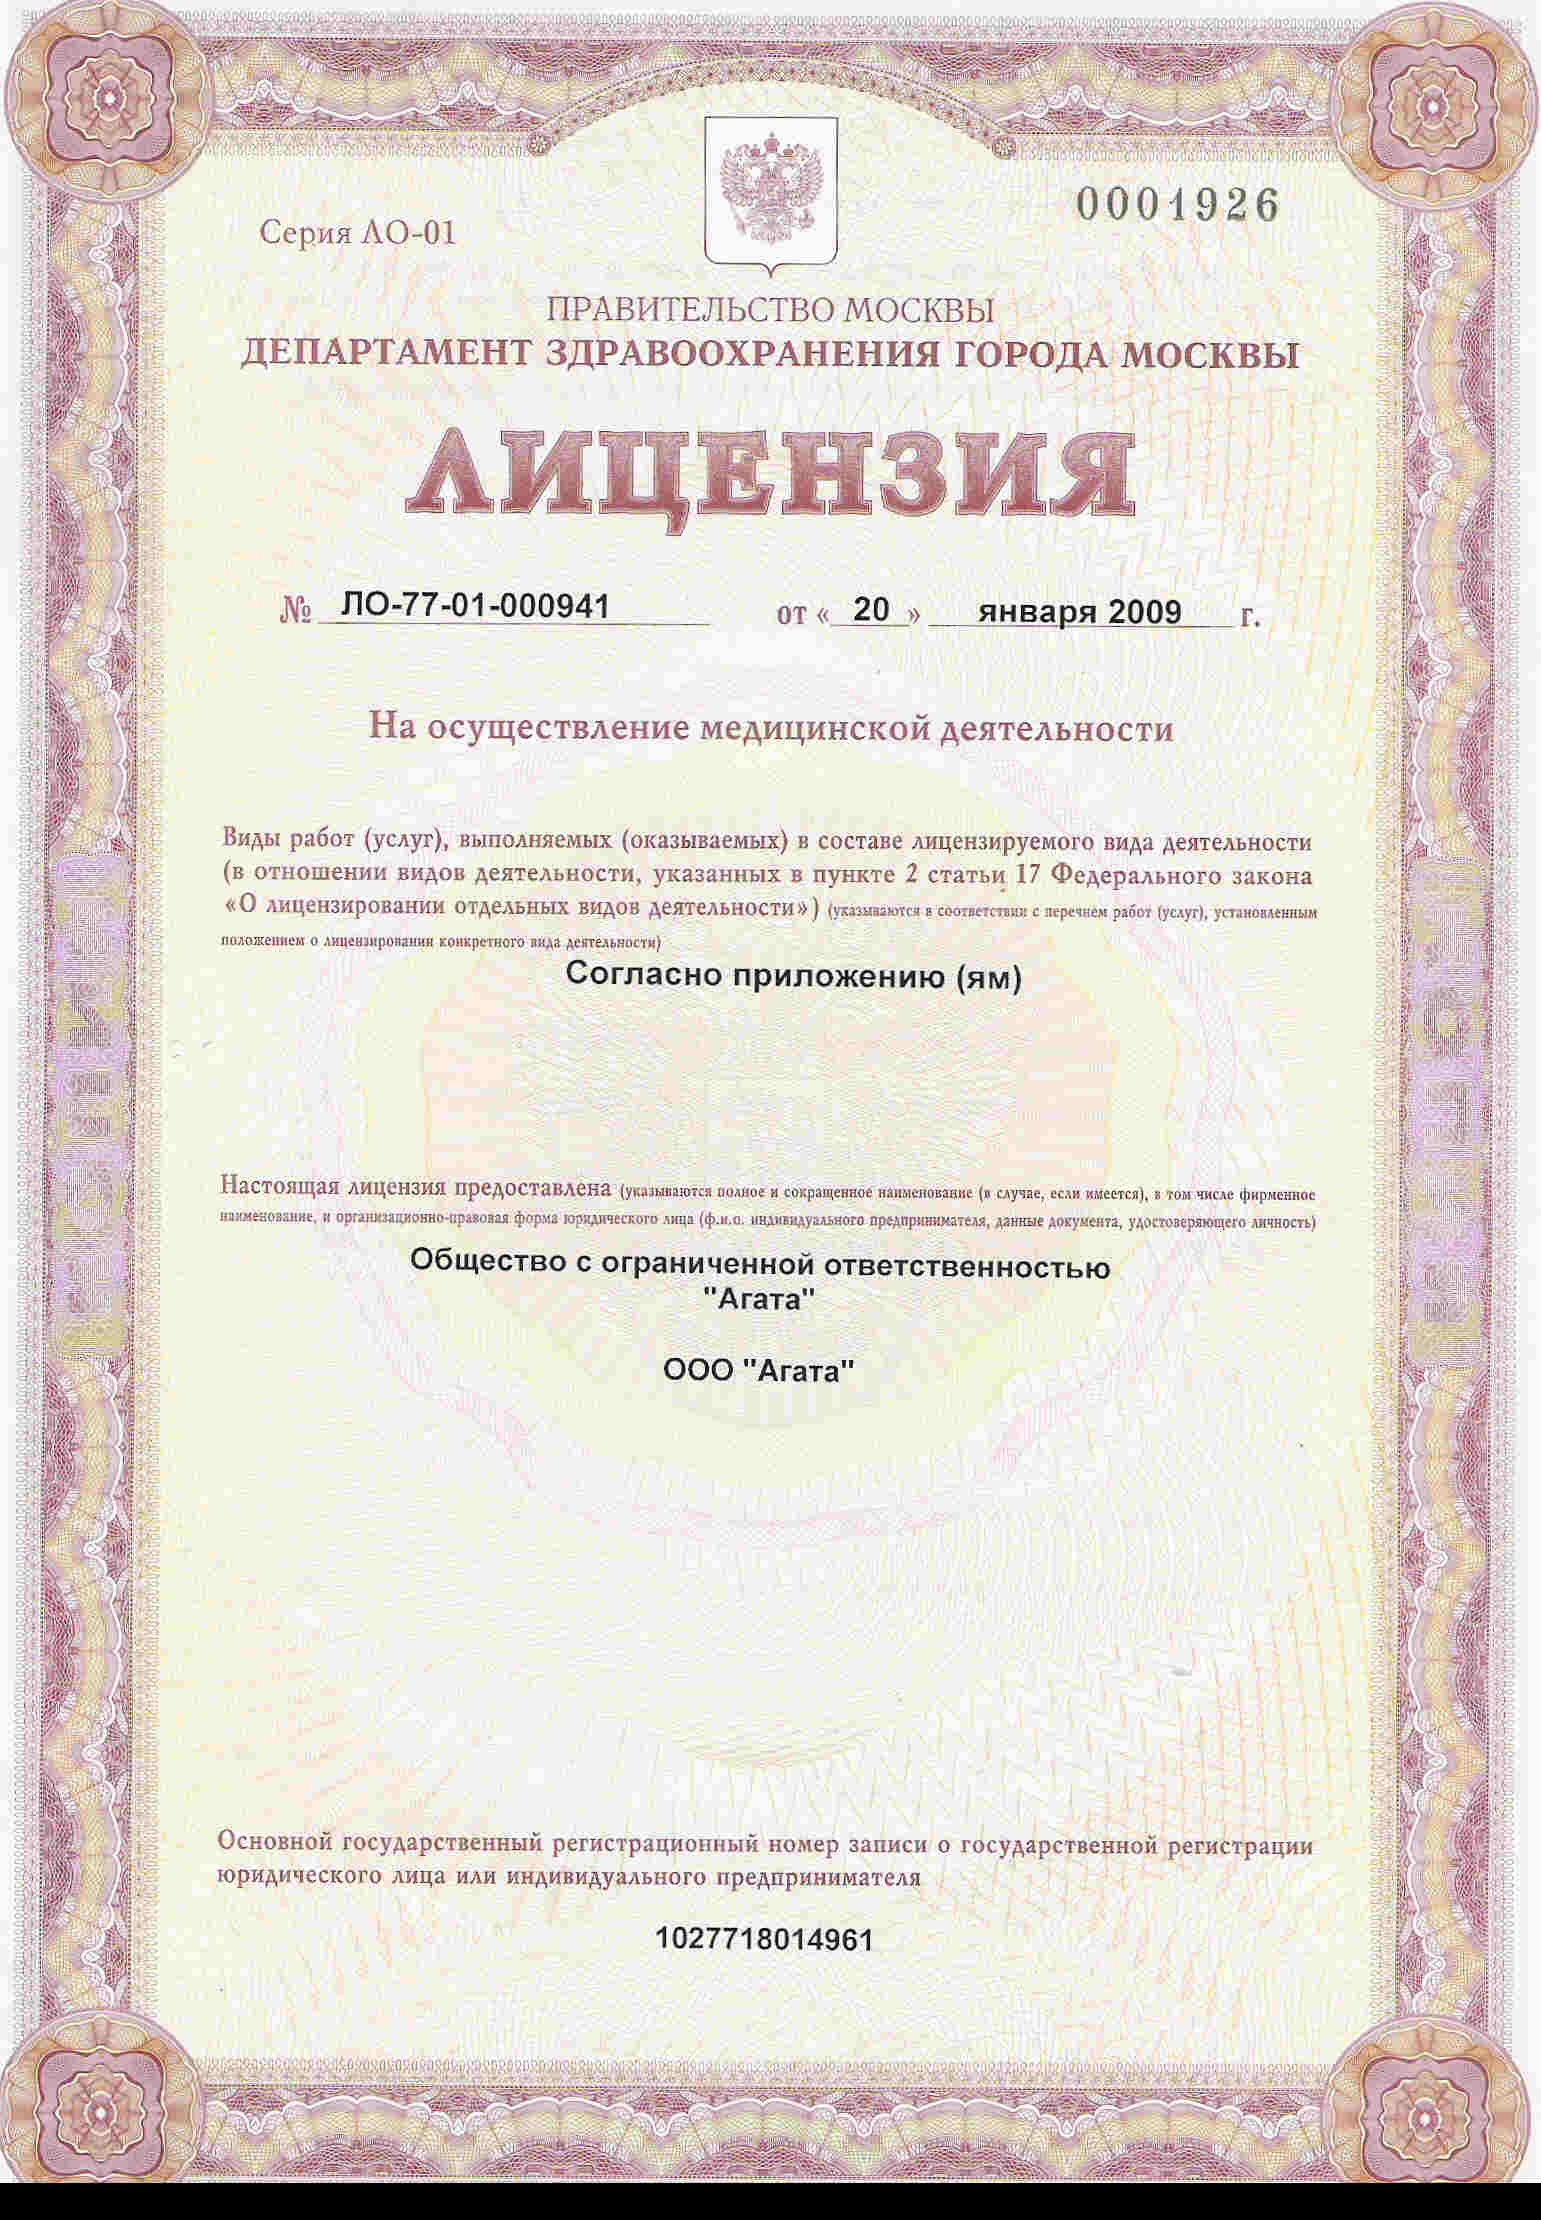 Серия ЛО-01
0001926
ПРАВИТЕЛЬСТВО МОСКВЫ
ДЕПАРТАМЕНТ ЗДРАВООХРАНЕНИЯ ГОРОДА МОСКВЫ
ЛИЦЕНЗИЯ
№ ЛО-77-01-000941 от « 20 » января 2009 г.
На осуществление медицинской деятельности
Виды работ (услуг), выполняемых (оказываемых) в составе лицензируемого вида деятельности
(в отношении видов деятельности, указанных в пункте 2 статьи 17 Федерального закона
«О лицензировании отдельных видов деятельности») (указываются в соответствии с перечнем работ (услуг), установленным
положением о лицензировании конкретного вида деятельности)
Согласно приложению (ям)
Настоящая лицензия предоставлена (указываются полное и сокращенное наименование (в случае, если имеется), в том числе фирменное
наименование, и организационно-правовая форма юридического лица (ф.и.о. индивидуального предпринимателя, данные документа, удостоверяющего личность)
Общество с ограниченной ответственностью
"Агата"
ООО "Агата"
Основной государственный регистрационный номер записи о государственной регистрации
юридического лица или индивидуального предпринимателя
1027718014961